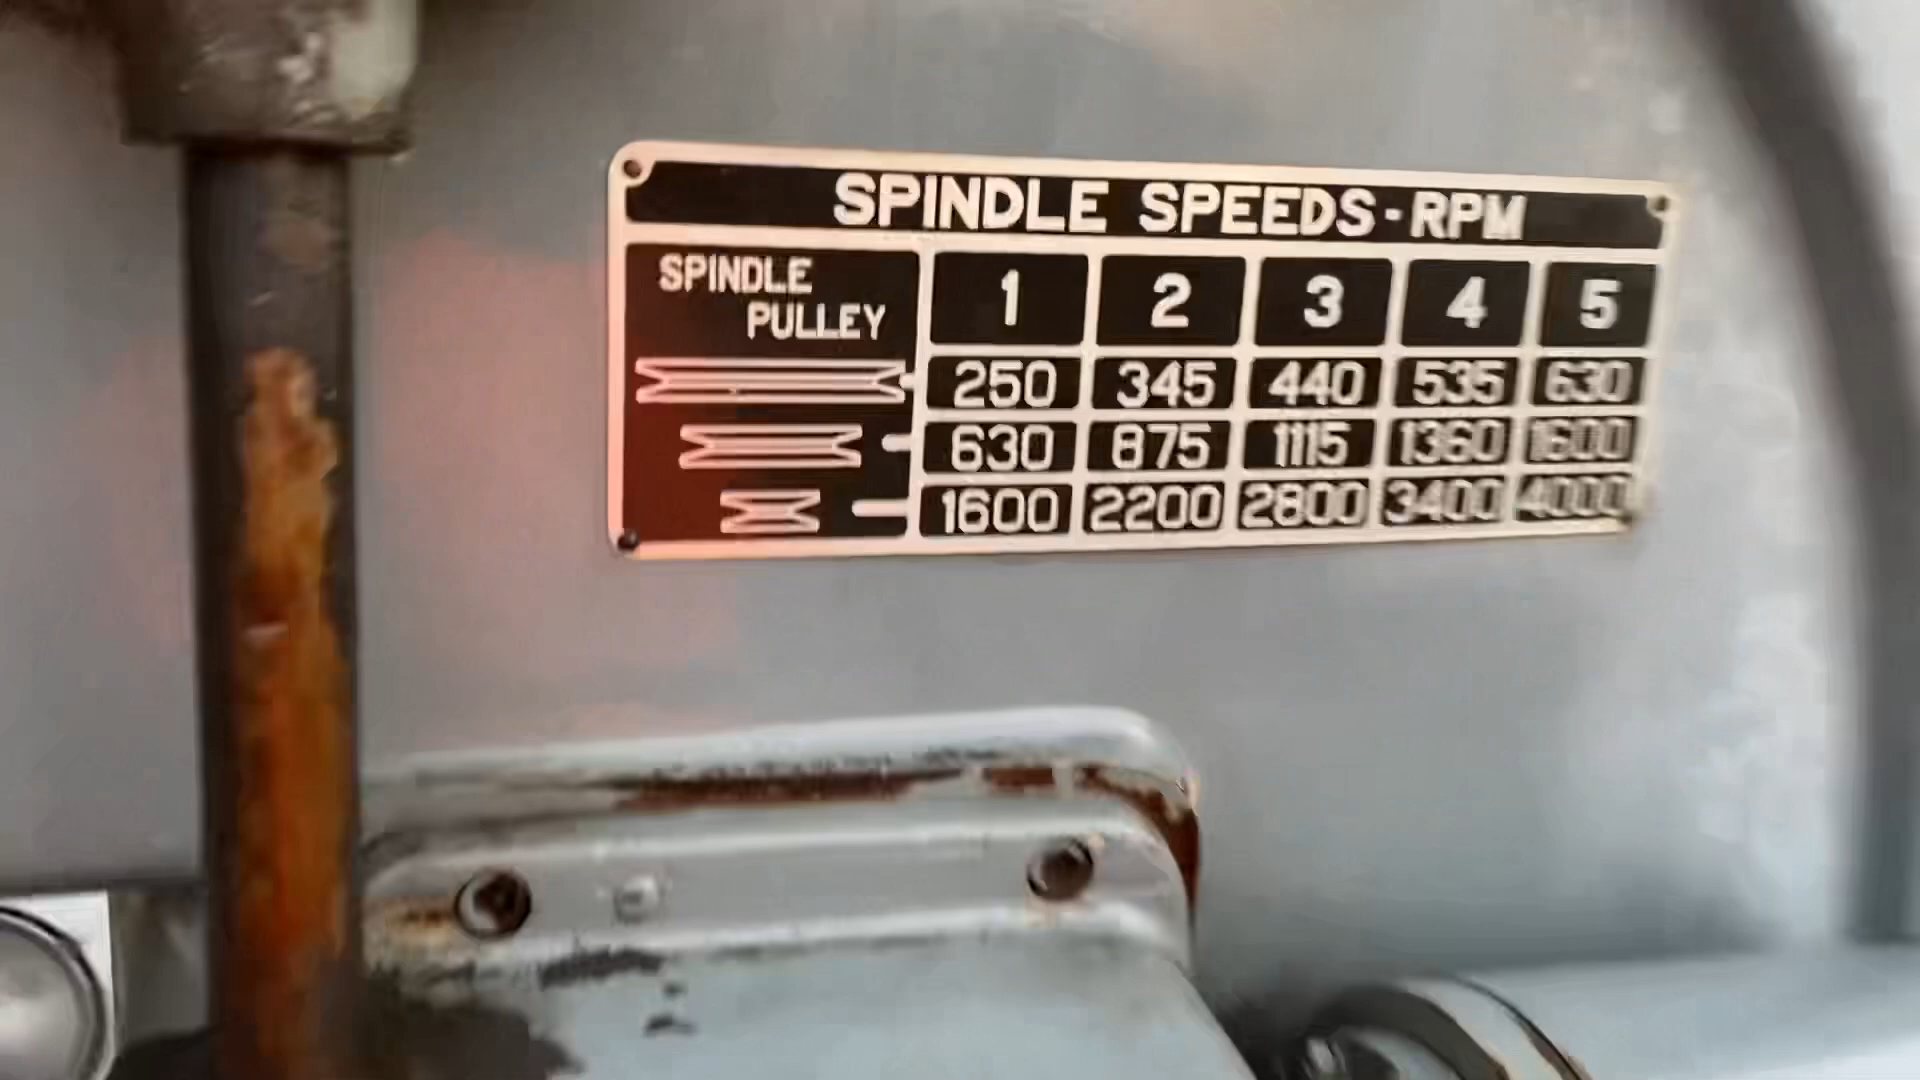 SPINDLE SPEEDS-RPM
SPINDLE PULLEY 1 2 3 4 5
250 345 440 535 630
630 875 1115 1360 1600
1600 2200 2800 3400 4000